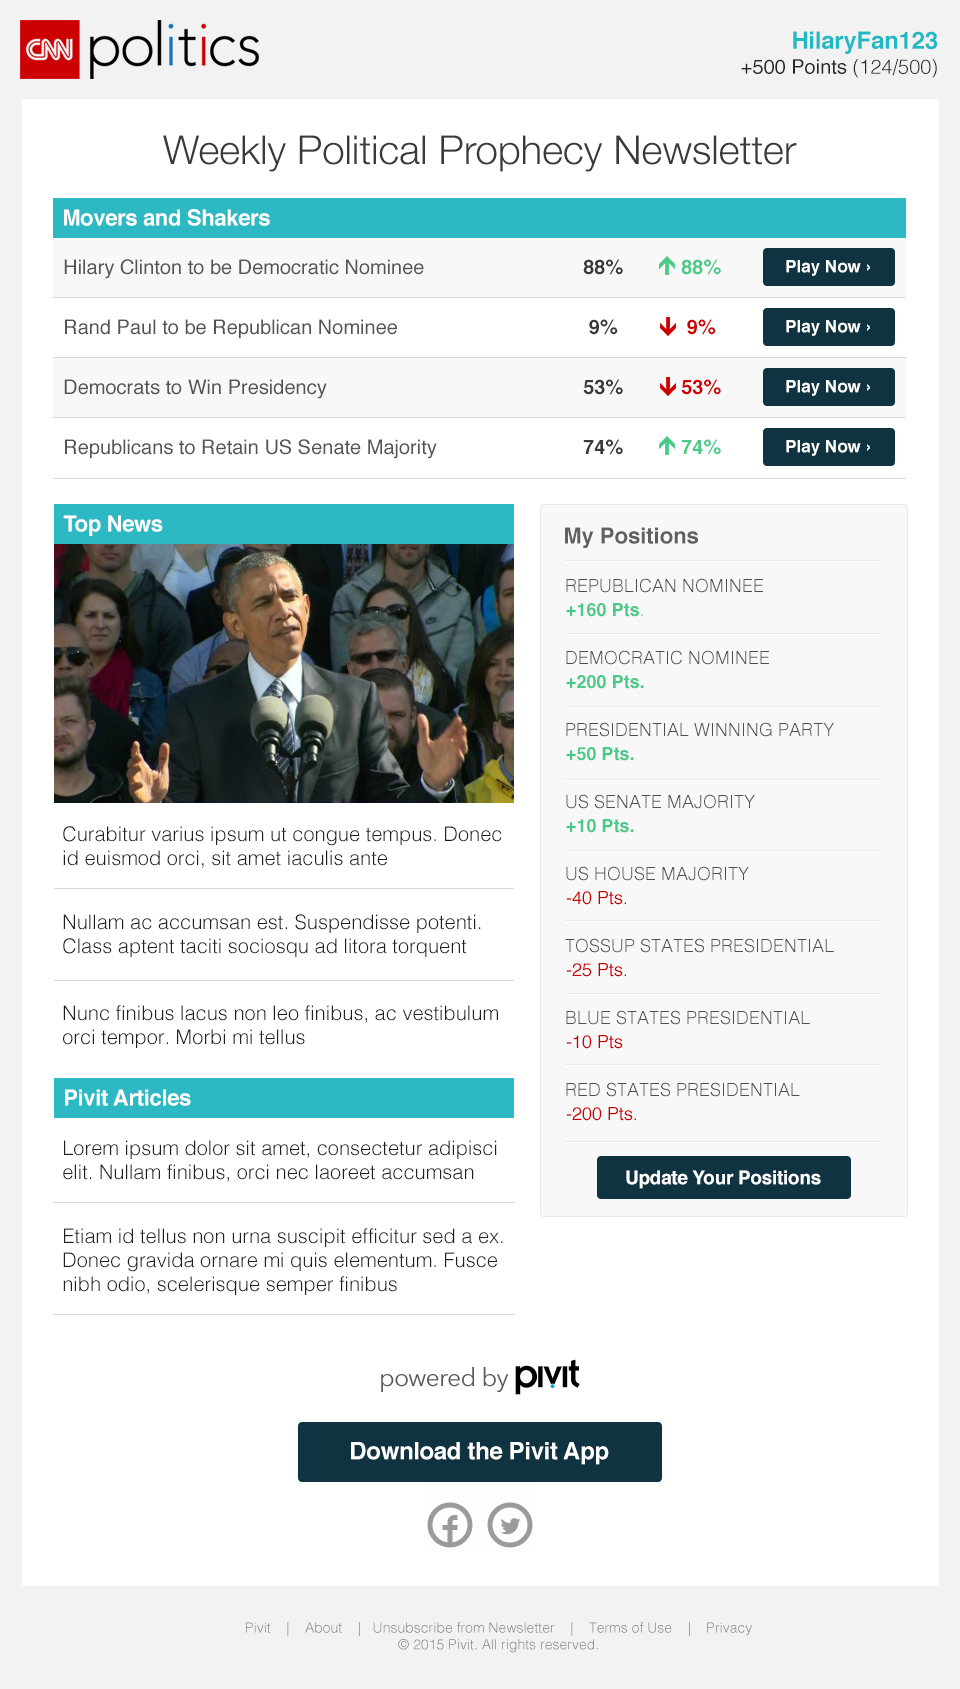 CNN politics
HilaryFan123
+500 Points (124/500)
Weekly Political Prophecy Newsletter
Movers and Shakers
Hilary Clinton to be Democratic Nominee 88% 88% Play Now ›
Rand Paul to be Republican Nominee 9% 9% Play Now ›
Democrats to Win Presidency 53% 53% Play Now ›
Republicans to Retain US Senate Majority 74% 74% Play Now ›
Top News
Curabitur varius ipsum ut congue tempus. Donec
id euismod orci, sit amet iaculis ante
Nullam ac accumsan est. Suspendisse potenti.
Class aptent taciti sociosqu ad litora torquent
Nunc finibus lacus non leo finibus, ac vestibulum
orci tempor. Morbi mi tellus
Pivit Articles
Lorem ipsum dolor sit amet, consectetur adipisci
elit. Nullam finibus, orci nec laoreet accumsan
Etiam id tellus non urna suscipit efficitur sed a ex.
Donec gravida ornare mi quis elementum. Fusce
nibh odio, scelerisque semper finibus
My Positions
REPUBLICAN NOMINEE
+160 Pts.
DEMOCRATIC NOMINEE
+200 Pts.
PRESIDENTIAL WINNING PARTY
+50 Pts.
US SENATE MAJORITY
+10 Pts.
US HOUSE MAJORITY
-40 Pts.
TOSSUP STATES PRESIDENTIAL
-25 Pts.
BLUE STATES PRESIDENTIAL
-10 Pts
RED STATES PRESIDENTIAL
-200 Pts.
Update Your Positions
powered by pivit
Download the Pivit App
Pivit | About | Unsubscribe from Newsletter | Terms of Use | Privacy
© 2015 Pivit. All rights reserved.